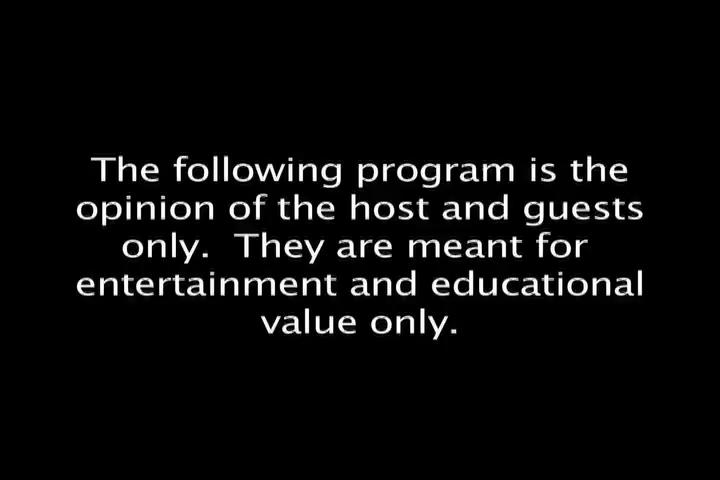 The following program is the
opinion of the host and guests
only.  They are meant for
entertainment and educational
value only.